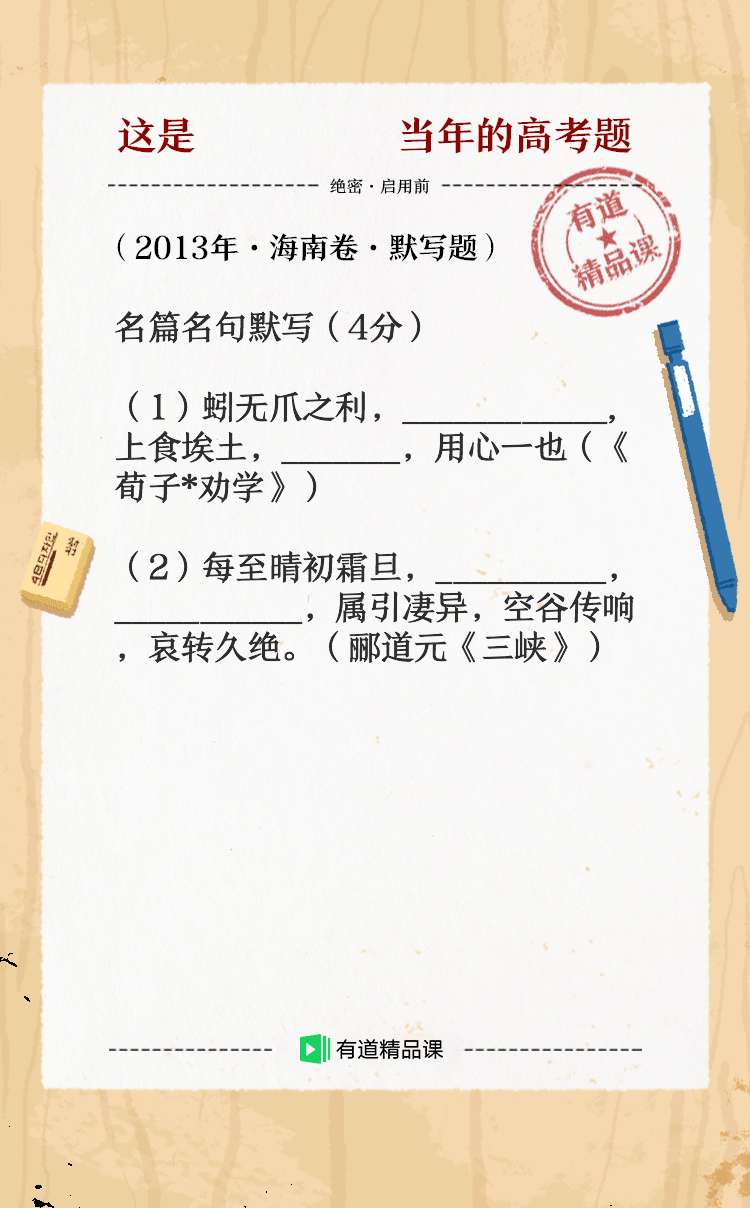 这是 当年的高考题
绝密·启用前
有道
精品课
（2013年·海南卷·默写题）
名篇名句默写（4分）
（1）蚓无爪之利，____________，
上食埃土，_______，用心一也（《
荀子*劝学》）
（2）每至晴初霜旦，__________，
___________，属引凄异，空谷传响
，哀转久绝。（郦道元《三峡》）
有道精品课